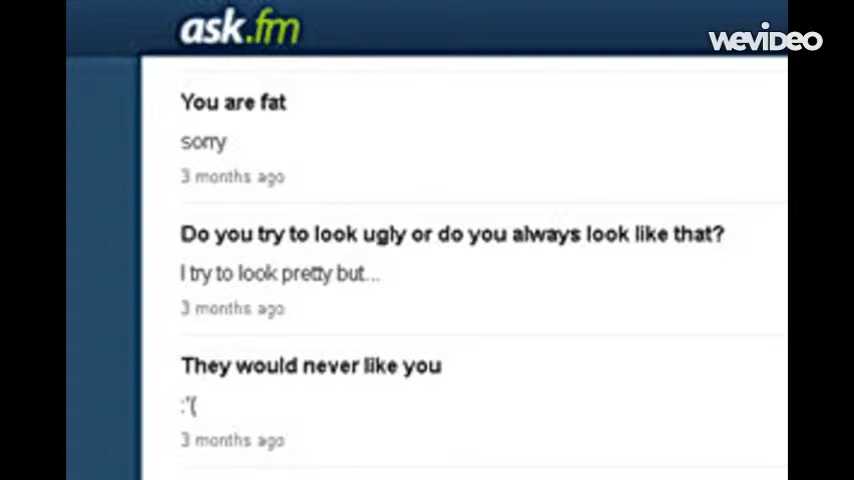 ask.fm
WEVIDEO
You are fat
sorry
3 months ago
Do you try to look ugly or do you always look like that?
I try to look pretty but...
3 months ago
They would never like you
:'(
3 months ago